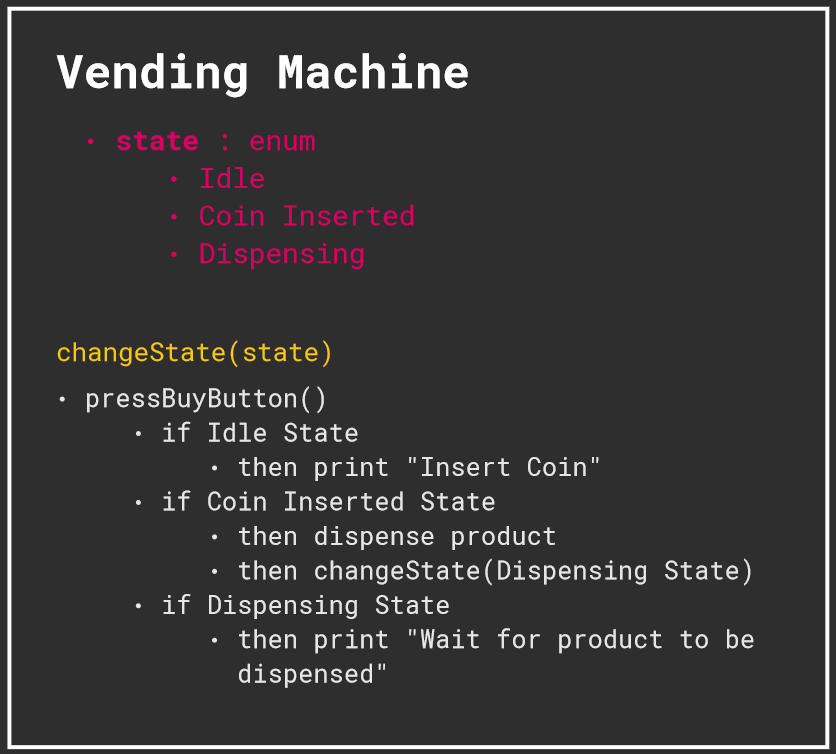 Vending Machine
• state : enum
• Idle
• Coin Inserted
• Dispensing
changeState(state)
• pressBuyButton()
• if Idle State
• then print "Insert Coin"
• if Coin Inserted State
• then dispense product
• then changeState(Dispensing State)
• if Dispensing State
• then print "Wait for product to be
dispensed"